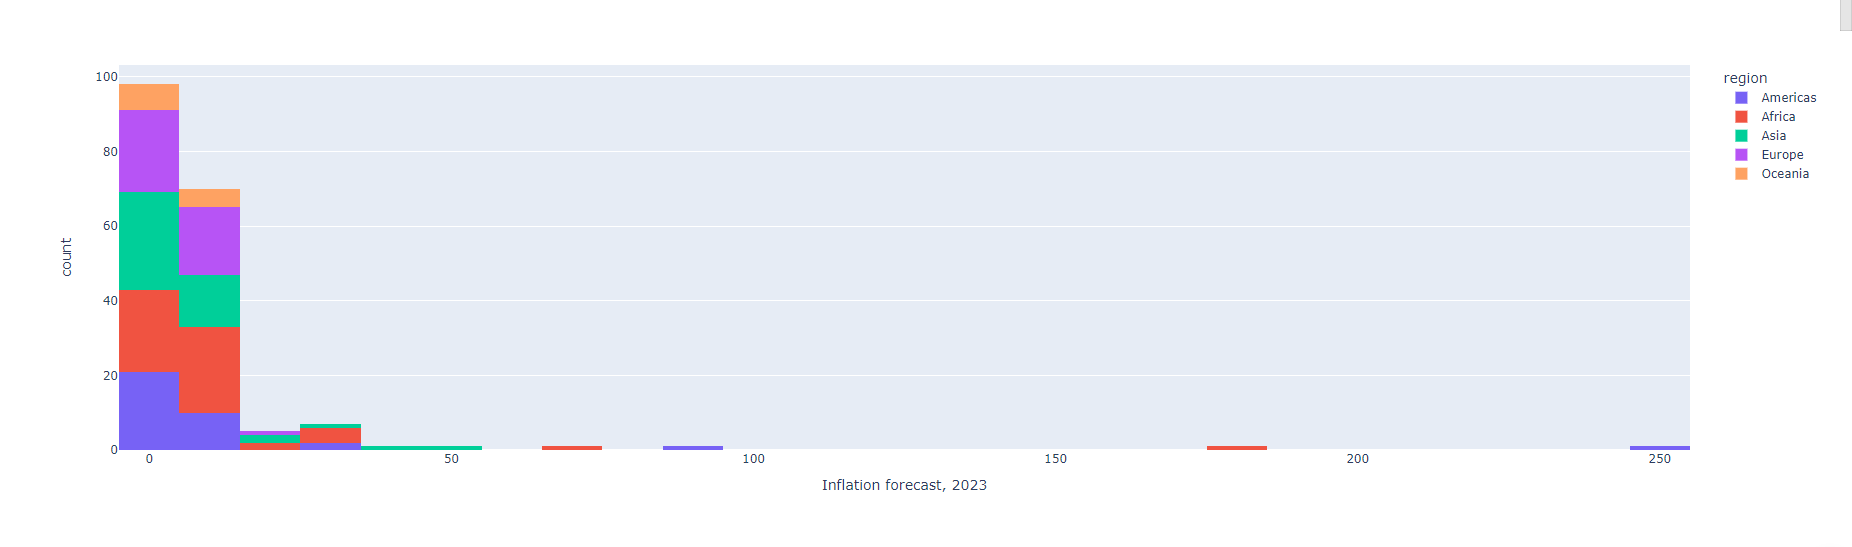 100
80
60
40
20
0
count
0 50 100 150 200 250
Inflation forecast, 2023
region
Americas
Africa
Asia
Europe
Oceania